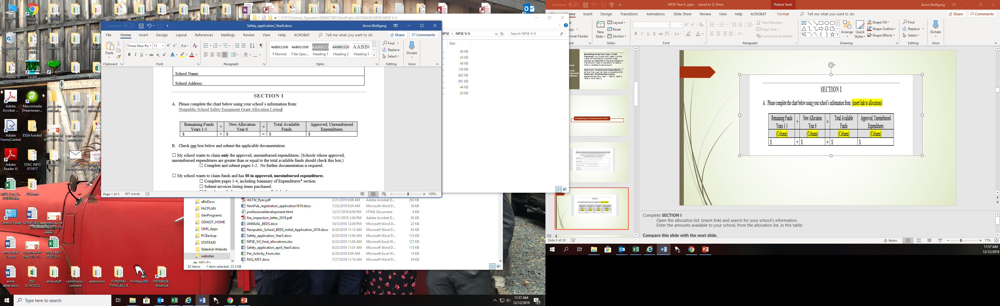 This PC
Google Chrome
201819 budget
backup files
databases
Fingerprint...
HIGH
ombudsman
RFP_SORIS
Title IIA
STARTING A
Recycle Bin
AMANDA LOLIK
absolute
BEDS
Windows 10 Welcome
LockIt
LATS
CAC
Adobe Acrobat ...
Macromedia Dreamweav...
calendar of events
Adobe FormsCentral
ESSA funded
overview of the 2018-19...
cap and msa payments
rfp
Adobe Reader XI
STAC INFO 011917
notes
sedref changes.msg
MST_Log_2... 051319.xlsx
21 items
Control Panel
NONPUBLI...
overview of the 2018-19...
anne letter 1.docx
overview of the 2018-1...
mst year 1 052219 c...
anne letter.docx
853 SCHOOLS
anne stuff
commissio... consent
extensions
FUNDING TYPES ALL 4
Printkey200...
DATABASE - Shortcut
Z:\P12\School_Operation\EDMGTSRV\NonPublic\DATABASE\NPSE\NPSE Yr 6
NPSE > NPSE Yr 6
Search NPSE Yr 6
Size
40 KB
24 KB
44 KB
156 KB
682 KB
981 KB
44 KB
24 KB
AutoSave Off
Safety_application_Year6.docx
Anne Wolfgang
File Home Insert Design Layout References Mailings Review View Help ACROBAT Tell me what you want to do Share Comments
Paste
Times New Ro 11
AaBbCcDdI ¶ Normal
AaBbCcDdI ¶ No Spac...
AABBCCI Heading 1
AABBCCDI Heading 2
AABBC Heading 3
Find
Replace
Select
Dictate
Clipboard Font Paragraph Styles Editing Voice
School Name:
School Address:
SECTION I
A. Please complete the chart below using your school's information from:
Nonpublic School Safety Equipment Grant Allocation Listing
Remaining Funds Years 1-5 + New Allocation Year 6 = Total Available Funds Approved, Unreimbursed Expenditures
$ + $ = $ $
B. Check one box below and submit the applicable documentation:
☐ My school wants to claim only the approved, unreimbursed expenditures. (Schools whose approved,
unreimbursed expenditures are greater than or equal to the total available funds should check this box.)
☐ Complete and submit pages 1-2. No further documentation is required.
☐ My school wants to claim funds and has $0 in approved, unreimbursed expenditures.
☐ Complete pages 1-4, including Summary of Expenditures* section.
☐ Submit invoices listing items purchased.
Page 1 of 5 897 words 100%
eBizDocs
FACPLAN
GenPrograms
ODA03T_HOME
OMS_Apps
PCBackup
STATEAID
StateAid-Website
websites
SED (Z:)
WLTW_flyer.pdf 2/21/2019 9:08 AM Adobe Acrobat D... 292 KB
NonPub_registration_application1819.docx 1/25/2019 9:29 AM Microsoft Word D... 50 KB
professionaldevelopment.html 12/27/2018 8:09 PM HTML Document 9 KB
fire_inspection_letter_2018.pdf 11/21/2018 1:04 PM Adobe Acrobat D... 92 KB
ANNUAL_BEDS.docx 10/3/2018 12:09 PM Microsoft Word D... 22 KB
Nonpublic_School_BEDS_Initial_Application_2018.docx 9/20/2018 11:13 AM Microsoft Word D... 65 KB
Safety_application_Year5.docx 8/23/2018 11:06 AM Microsoft Word D... 115 KB
NPSE_Yr5_final_allocations.xlsx 8/23/2018 11:04 AM Microsoft Excel W... 127 KB
Safety_application_april_Year5.docx 8/23/2018 11:01 AM Microsoft Word D... 115 KB
Par_Activity_Form.xlsx 8/20/2018 9:59 AM Microsoft Excel W... 14 KB
FAQ_MST.docx 7/27/2018 11:19 AM Microsoft Word D... 39 KB
82 items 1 item selected 23.3 KB
Type here to search
11:57 AM
12/12/2019
21
AutoSave Off
NPSE Year 6 .pptx - Saved to Z: Drive
Picture Tools
Anne Wolfgang
Home Insert Design Transitions Animations Slide Show Review View Help ACROBAT Format Tell me what you want to do Share Comments
New Slide
Layout
Reset
Section
Text Direction
Align Text
Convert to SmartArt
Arrange
Quick Styles
Shape Fill
Shape Outline
Shape Effects
Find
Replace
Select
Dictate
Slides Font Paragraph Drawing Editing Voice
Remaining Funds from Year 1-5 will
Carryover: Any funds from Years 1-5 that
were not claimed by a school were
treated as carryover funds and added to
the school's Year 6 Allocation to yield a
Total Available Funds amount.
Approved, Unreimbursed Expenditures: A
school may use the Year 6 Allocations for
Approved, Unreimbursed eligible
expenditures from Year 1, Year 2, Year 3,
Year 4, and Year 5.
Completing the Reimbursement Form
SECTION I
A. Please complete the chart below using your school's information from: (insert link to allocations)
Remaining Funds Years 1-5 + New Allocation Year 6 = Total Available Funds Approved, Unreimbursed Expenditures
(Column) (Column) (Column) (Column)
$ + $ = $ $
Complete SECTION I
Open the allocation list: (insert link) and search for your school's information.
Enter the amounts available to your school, from the allocation list, in this table:
Compare this slide with the next slide.
10
Slide 9 of 30
Notes
77%
11:57 AM
12/12/2019